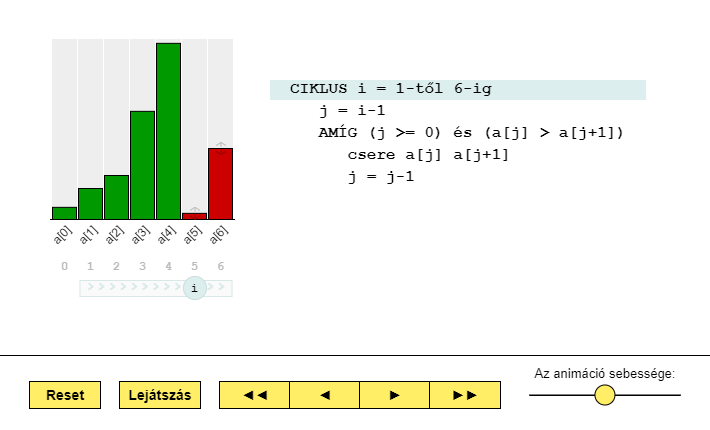 CIKLUS i = 1-től 6-ig
j = i-1
AMÍG (j >= 0) és (a[j] > a[j+1])
csere a[j] a[j+1]
j = j-1
a[0] a[1] a[2] a[3] a[4] a[5] a[6]
0 1 2 3 4 5 6
i
Az animáció sebessége:
Reset Lejátszás